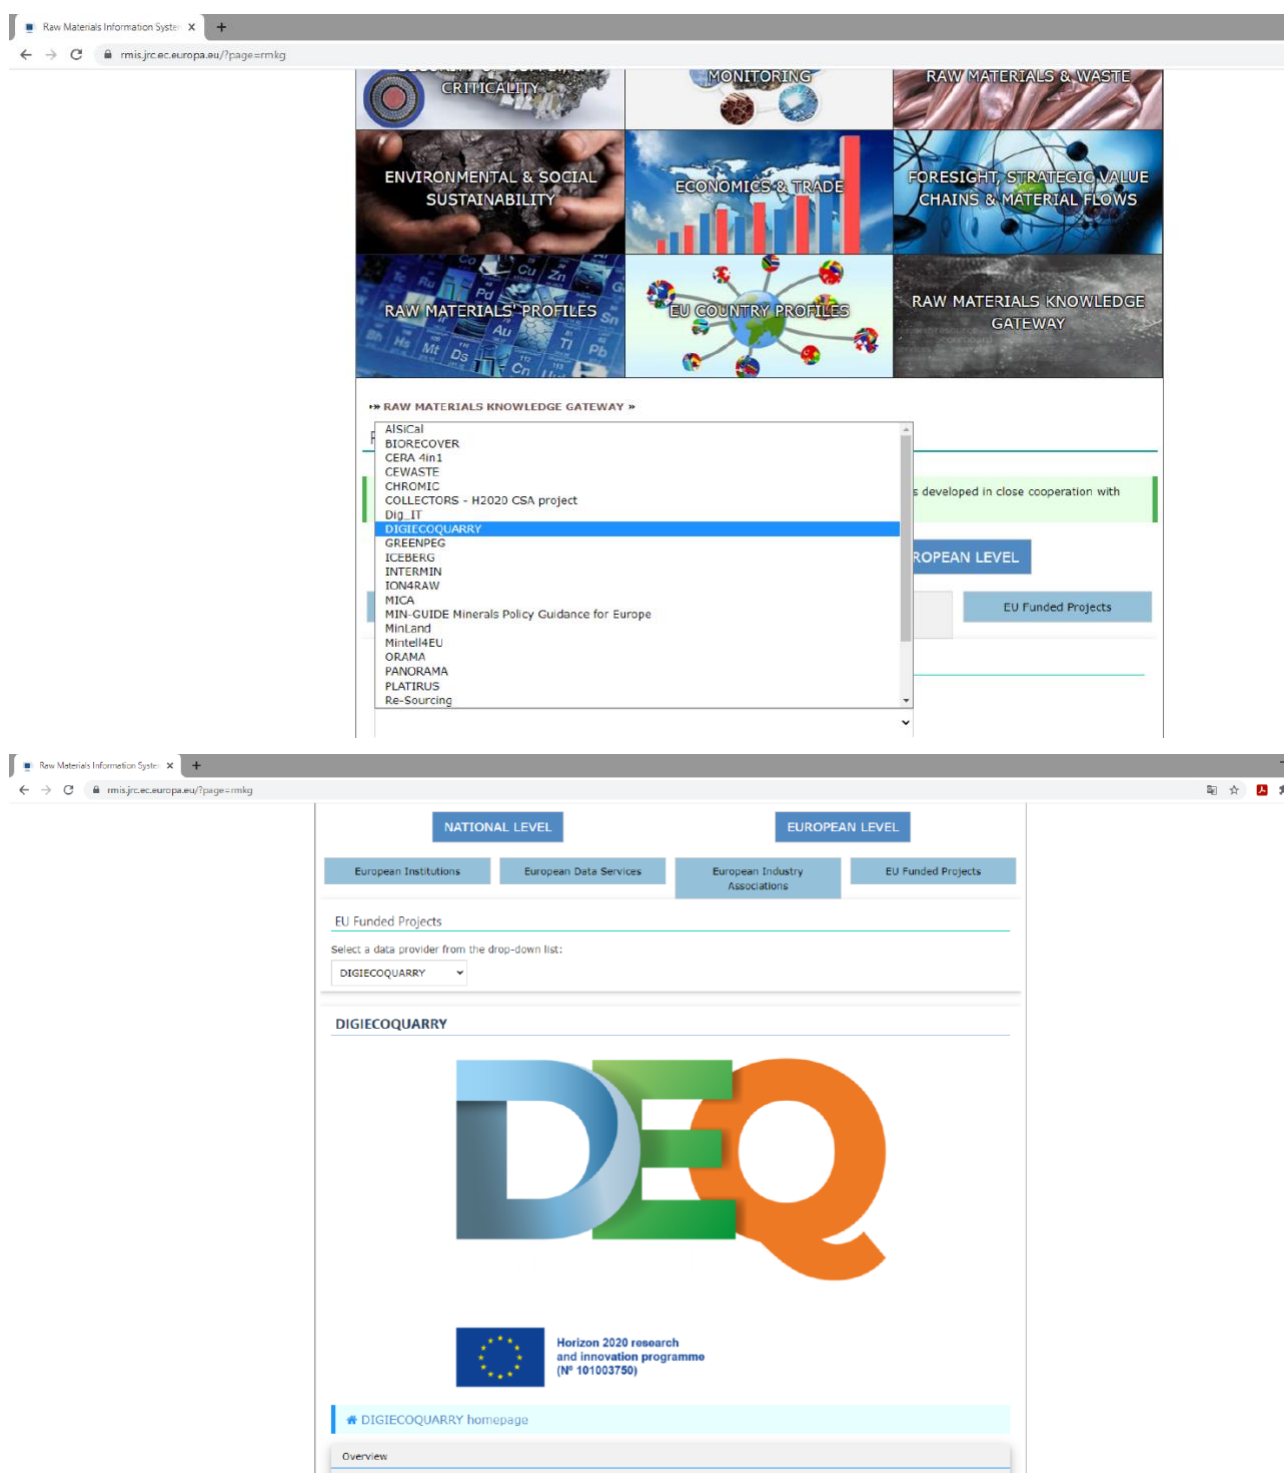 Raw Materials Information Syste
rmis.jrc.ec.europa.eu/?page=rmkg
CRITICALITY
MONITORING
RAW MATERIALS & WASTE
ENVIRONMENTAL & SOCIAL
SUSTAINABILITY
ECONOMICS & TRADE
FORESIGHT, STRATEGIC VALUE
CHAINS & MATERIAL FLOWS
RAW MATERIALS' PROFILES
EU COUNTRY PROFILES
RAW MATERIALS KNOWLEDGE
GATEWAY
RAW MATERIALS KNOWLEDGE GATEWAY »
AlSiCal
BIORECOVER
CERA 4in1
CEWASTE
CHROMIC
COLLECTORS - H2020 CSA project
s developed in close cooperation with
Dig_IT
DIGIECOQUARRY
GREENPEG
ICEBERG
ROPEAN LEVEL
INTERMIN
ION4RAW
MICA
EU Funded Projects
MIN-GUIDE Minerals Policy Guidance for Europe
MinLand
Mintell4EU
ORAMA
PANORAMA
PLATIRUS
Re-Sourcing
Raw Materials Information Syste
rmis.jrc.ec.europa.eu/?page=rmkg
NATIONAL LEVEL
EUROPEAN LEVEL
European Institutions
European Data Services
European Industry
Associations
EU Funded Projects
EU Funded Projects
Select a data provider from the drop-down list:
DIGIECOQUARRY
DIGIECOQUARRY
DEQ
Horizon 2020 research
and innovation programme
(Nº 101003750)
DIGIECOQUARRY homepage
Overview